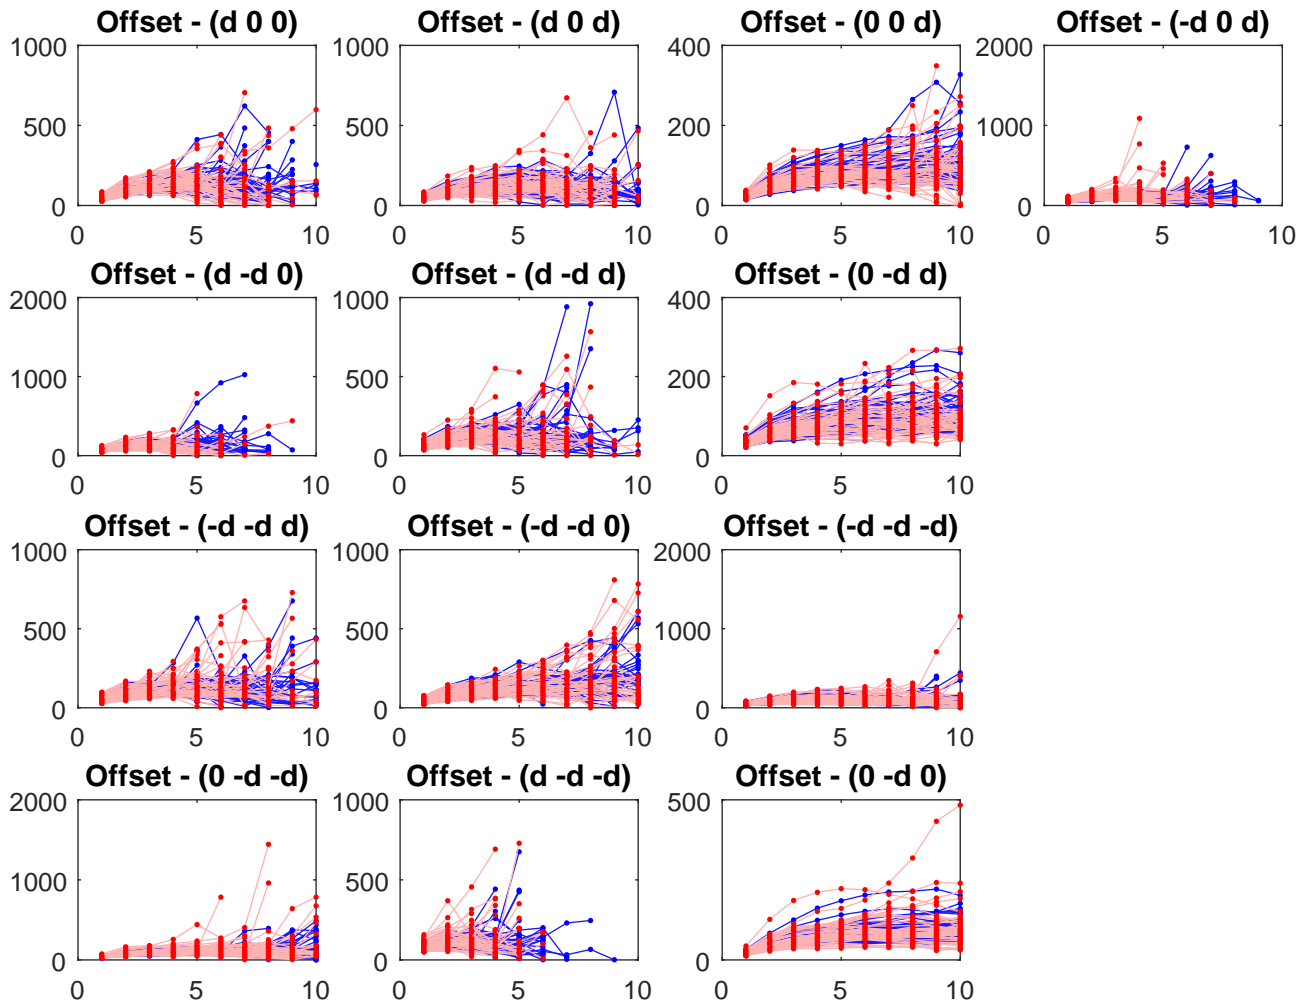 Offset - (d 0 0) Offset - (d 0 d) Offset - (0 0 d) Offset - (-d 0 d)
1000 1000 400 2000
500 500 200 1000
0 0 0 0
0 5 10 0 5 10 0 5 10 0 5 10
Offset - (d -d 0) Offset - (d -d d) Offset - (0 -d d)
2000 1000 400
1000 500 200
0 0 0
0 5 10 0 5 10 0 5 10
Offset - (-d -d d) Offset - (-d -d 0) Offset - (-d -d -d)
1000 1000 2000
500 500 1000
0 0 0
0 5 10 0 5 10 0 5 10
Offset - (0 -d -d) Offset - (d -d -d) Offset - (0 -d 0)
2000 1000 500
1000 500
0 0 0
0 5 10 0 5 10 0 5 10